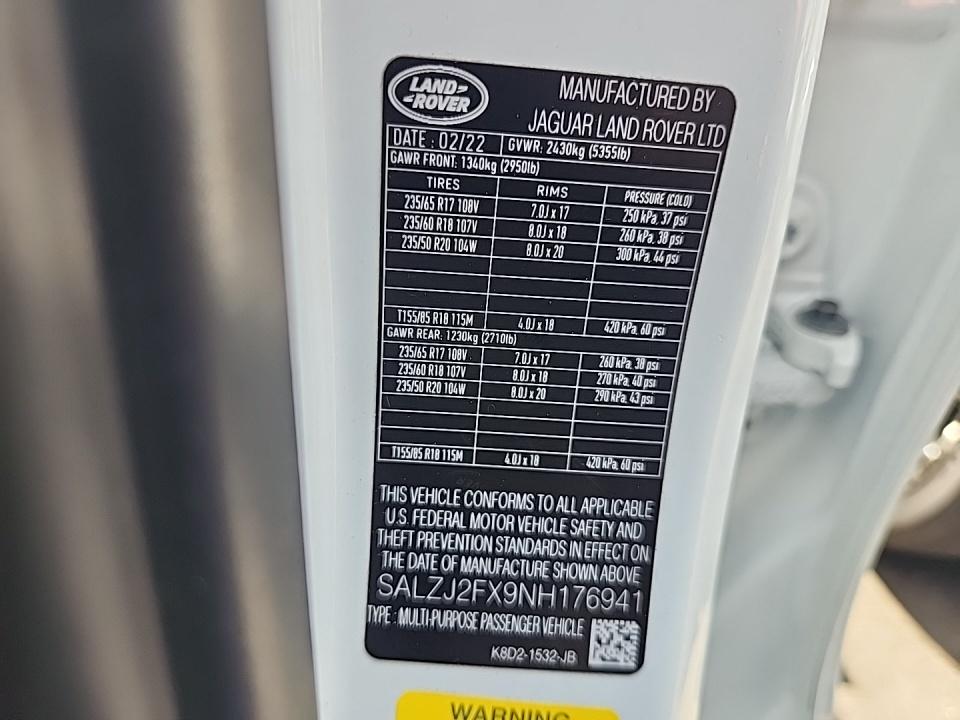 LAND-
-ROVER
MANUFACTURED BY
JAGUAR LAND ROVER LTD
DATE : 02/22 GVWR: 2430kg (5355lb)
GAWR FRONT: 1340kg (2950lb)
TIRES RIMS PRESSURE (COLD)
235/65 R17 108V 7.0J x 17 250 kPa, 37 psi
235/60 R18 107V 8.0J x 18 260 kPa, 38 psi
235/50 R20 104W 8.0J x 20 300 kPa, 44 psi
T155/85 R18 115M 4.0J x 18 420 kPa, 60 psi
GAWR REAR: 1230kg (2710lb)
235/65 R17 108V 7.0J x 17 260 kPa, 38 psi
235/60 R18 107V 8.0J x 18 270 kPa, 40 psi
235/50 R20 104W 8.0J x 20 290 kPa, 43 psi
T155/85 R18 115M 4.0J x 18 420 kPa, 60 psi
THIS VEHICLE CONFORMS TO ALL APPLICABLE
U.S. FEDERAL MOTOR VEHICLE SAFETY AND
THEFT PREVENTION STANDARDS IN EFFECT ON
THE DATE OF MANUFACTURE SHOWN ABOVE
SALZJ2FX9NH176941
TYPE : MULTI-PURPOSE PASSENGER VEHICLE
K8D2-1532-JB
WARNING